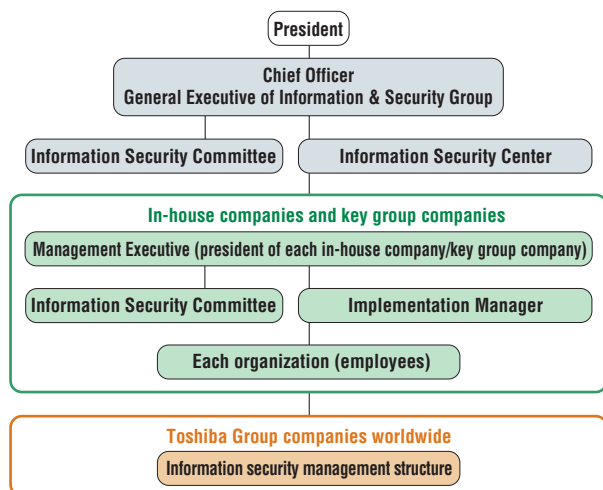 President
Chief Officer
General Executive of Information & Security Group
Information Security Committee
Information Security Center
In-house companies and key group companies
Management Executive (president of each in-house company/key group company)
Information Security Committee
Implementation Manager
Each organization (employees)
Toshiba Group companies worldwide
Information security management structure